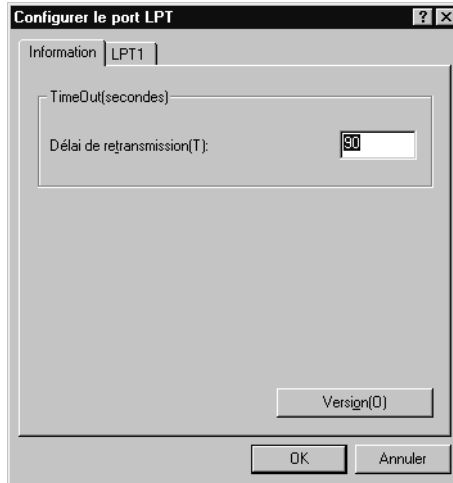 Configurer le port LPT
Information LPT1
TimeOut(secondes)
Délai de retransmission(T): 90
Version(O)
OK Annuler